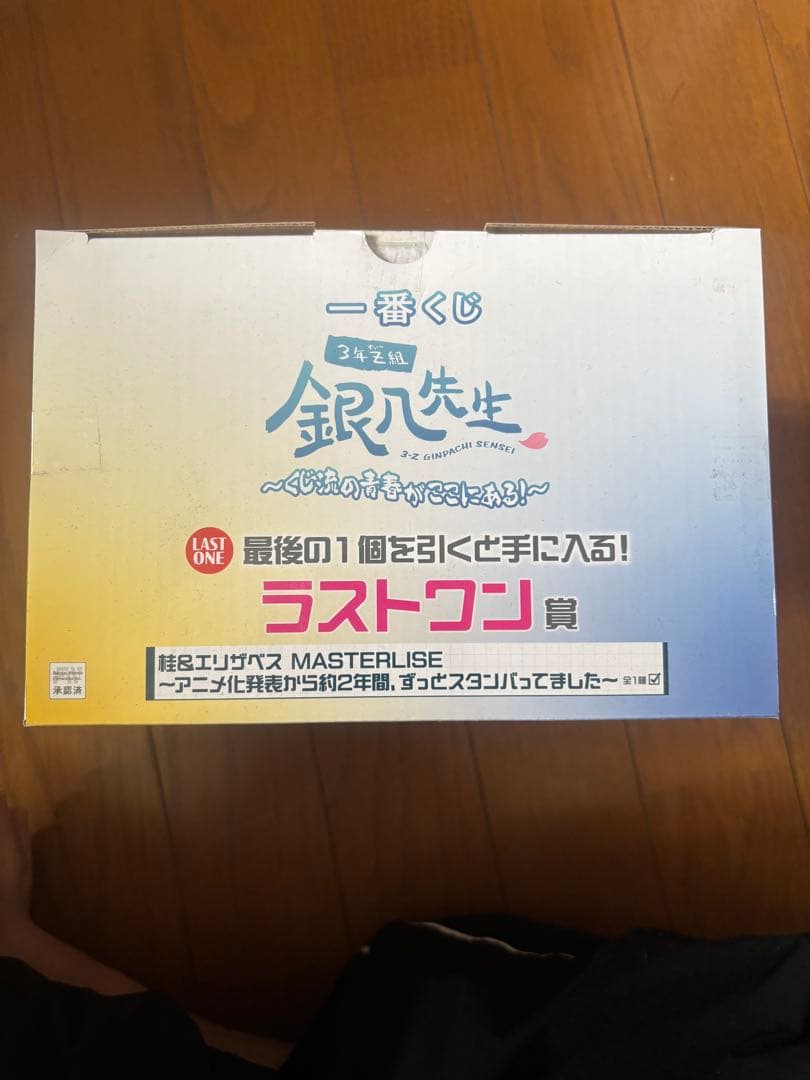 一番くじ
3年Z組
銀八先生
3-Z GINPACHI SENSEI
〜くじ流の青春がここにある!〜
LAST ONE 最後の1個を引くと手に入る!
ラストワン賞
桂&エリザベス MASTERLISE
〜アニメ化発表から約2年間,ずっとスタンバってました〜 全1種
承認済